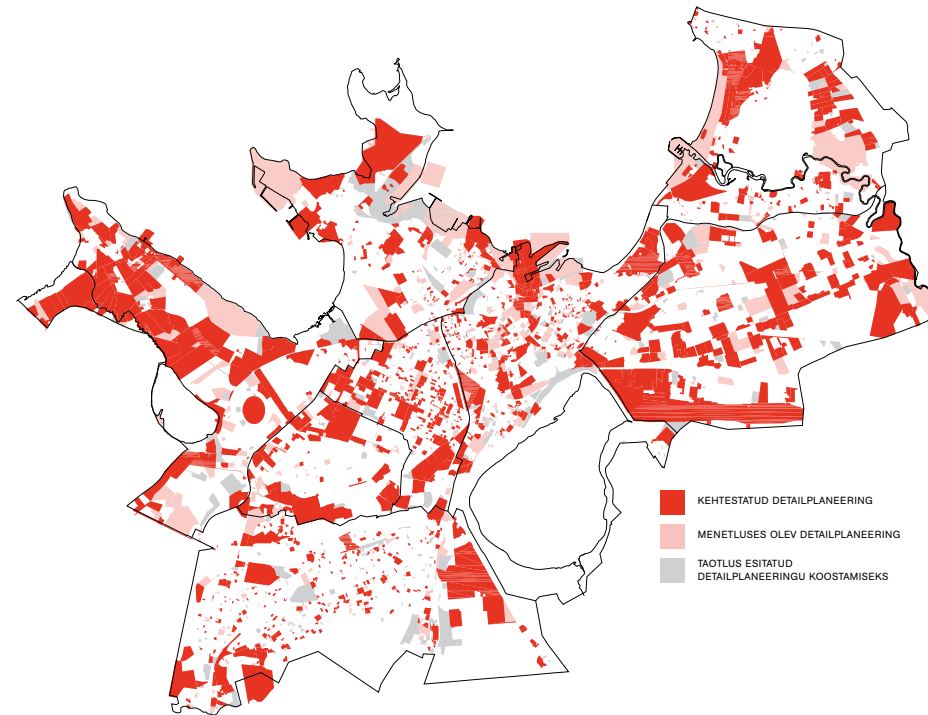 KEHTESTATUD DETAILPLANEERING
MENETLUSES OLEV DETAILPLANEERING
TAOTLUS ESITATUD
DETAILPLANEERINGU KOOSTAMISEKS